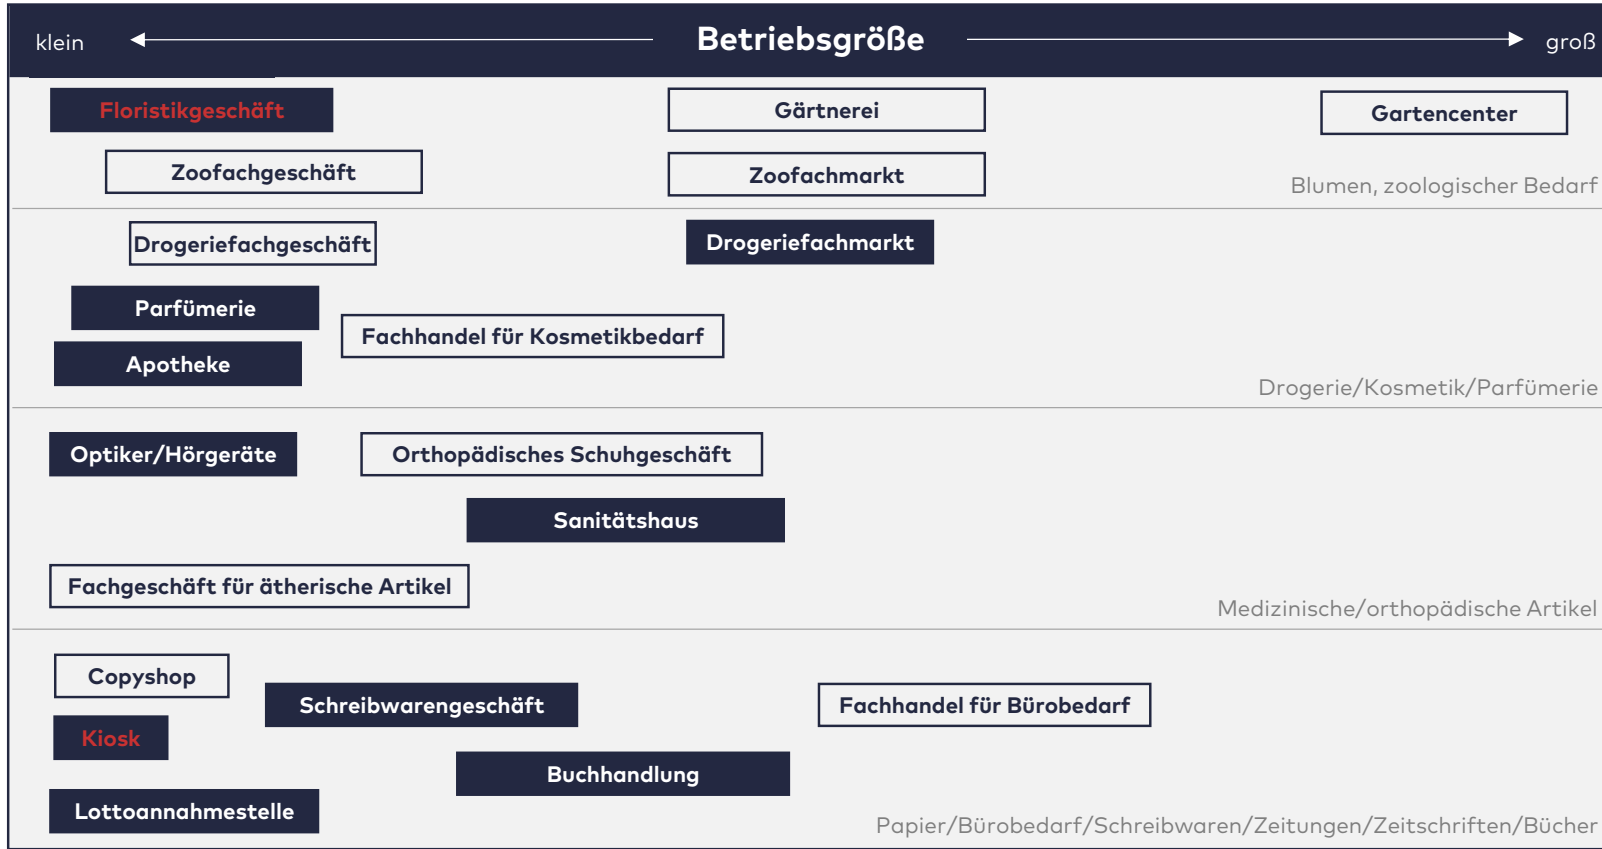 klein
Betriebsgröße
groß
Floristikgeschäft
Gärtnerei
Gartencenter
Zoofachgeschäft
Zoofachmarkt
Blumen, zoologischer Bedarf
Drogeriefachgeschäft
Drogeriefachmarkt
Parfümerie
Fachhandel für Kosmetikbedarf
Apotheke
Drogerie/Kosmetik/Parfümerie
Optiker/Hörgeräte
Orthopädisches Schuhgeschäft
Sanitätshaus
Fachgeschäft für ätherische Artikel
Medizinische/orthopädische Artikel
Copyshop
Schreibwarengeschäft
Fachhandel für Bürobedarf
Kiosk
Buchhandlung
Lottoannahmestelle
Papier/Bürobedarf/Schreibwaren/Zeitungen/Zeitschriften/Bücher